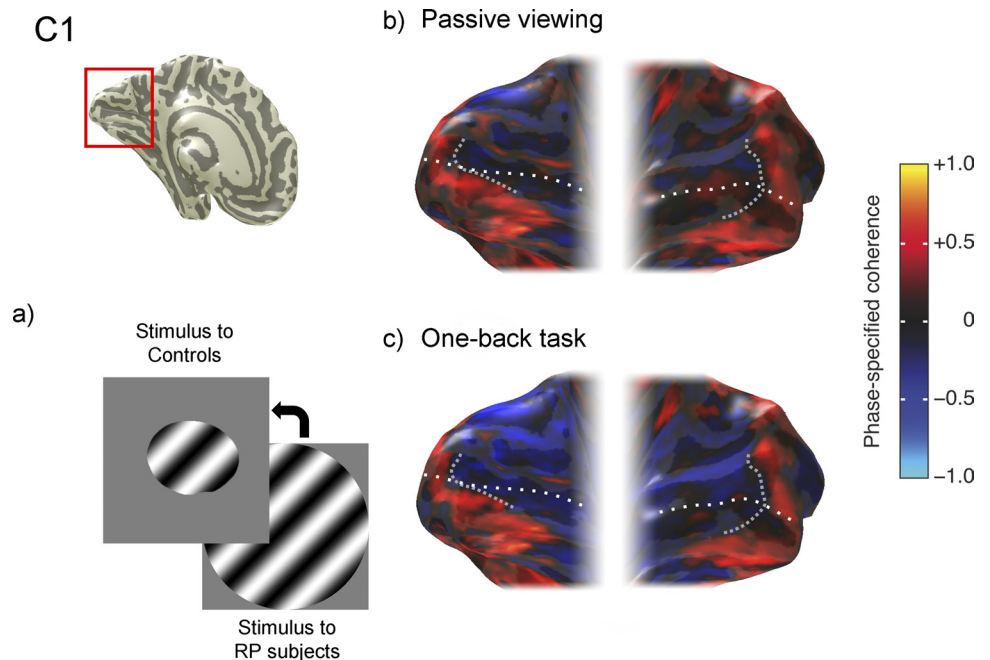 C1
b) Passive viewing
a)
Stimulus to
Controls
Stimulus to
RP subjects
c) One-back task
Phase-specified coherence
+1.0
+0.5
0
−0.5
−1.0